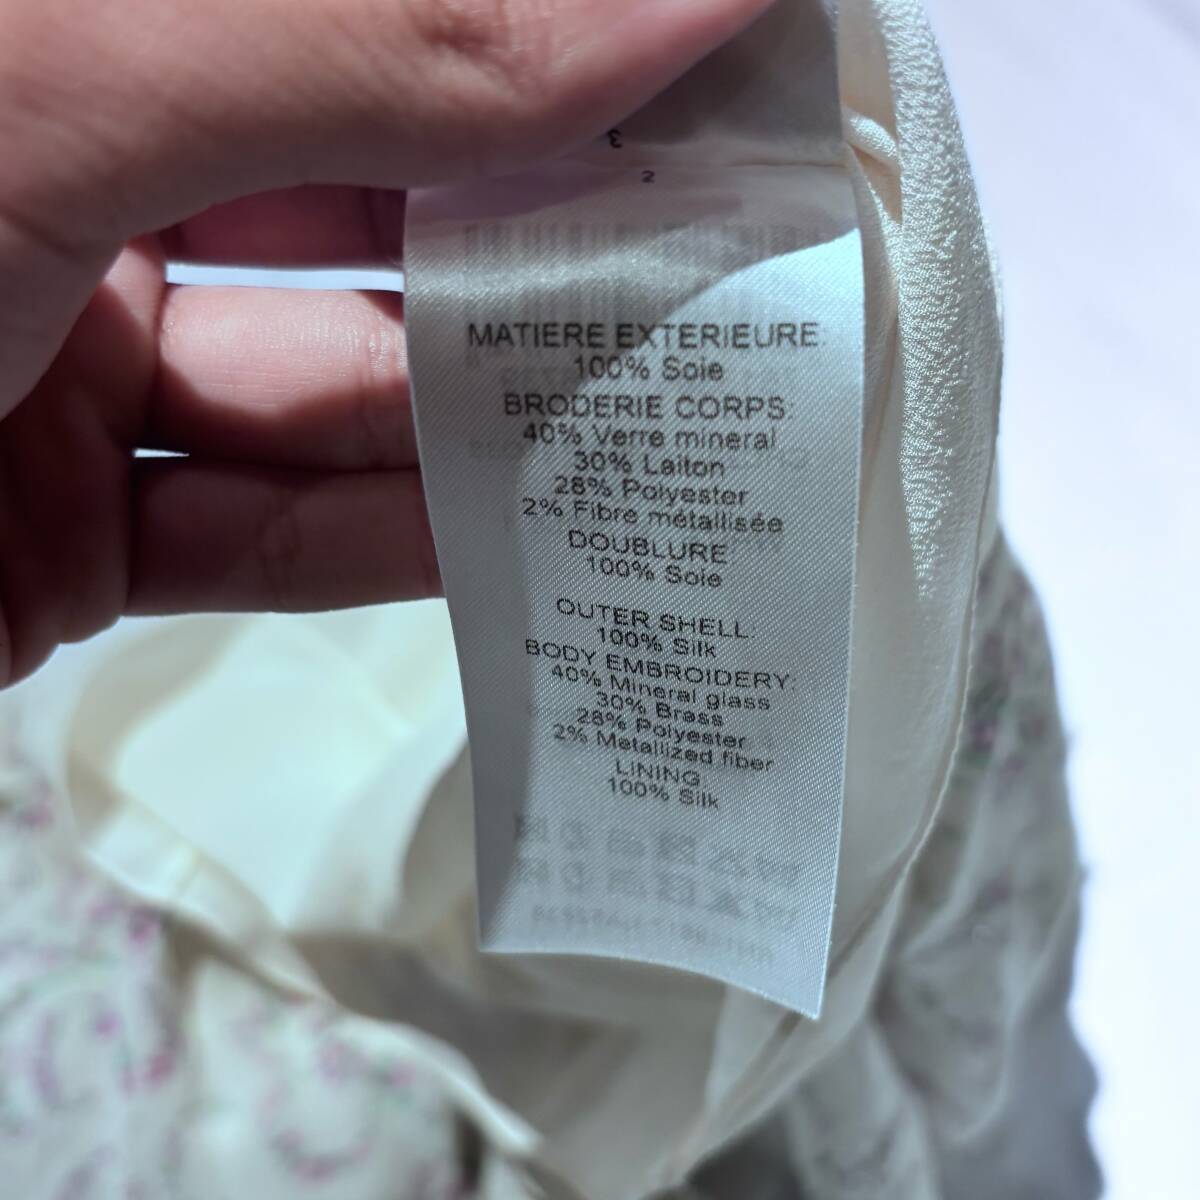 3
2
MATIERE EXTERIEURE:
100% Soie
BRODERIE CORPS:
40% Verre mineral
30% Laiton
28% Polyester
2% Fibre métallisée
DOUBLURE
100% Soie
OUTER SHELL:
100% Silk
BODY EMBROIDERY:
40% Mineral glass
30% Brass
28% Polyester
2% Metallized fiber
LINING
100% Silk